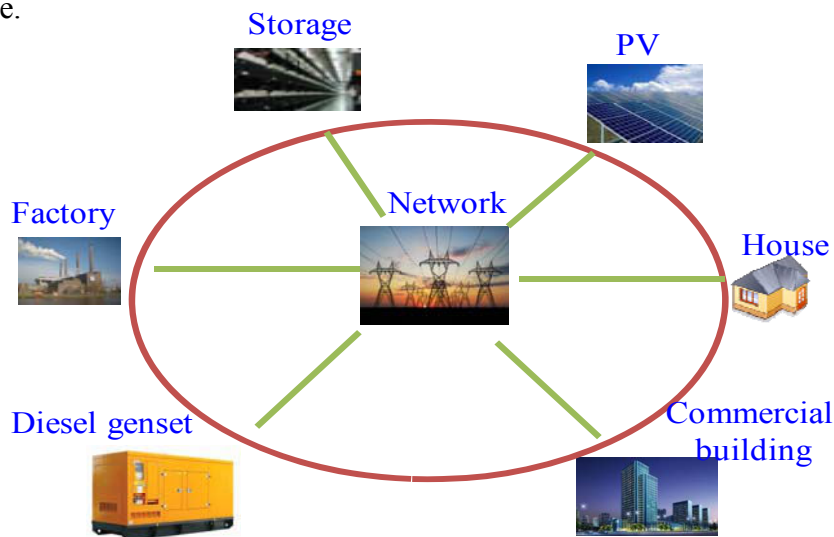 e.
Storage
PV
Factory
Network
House
Diesel genset
Commercial
building